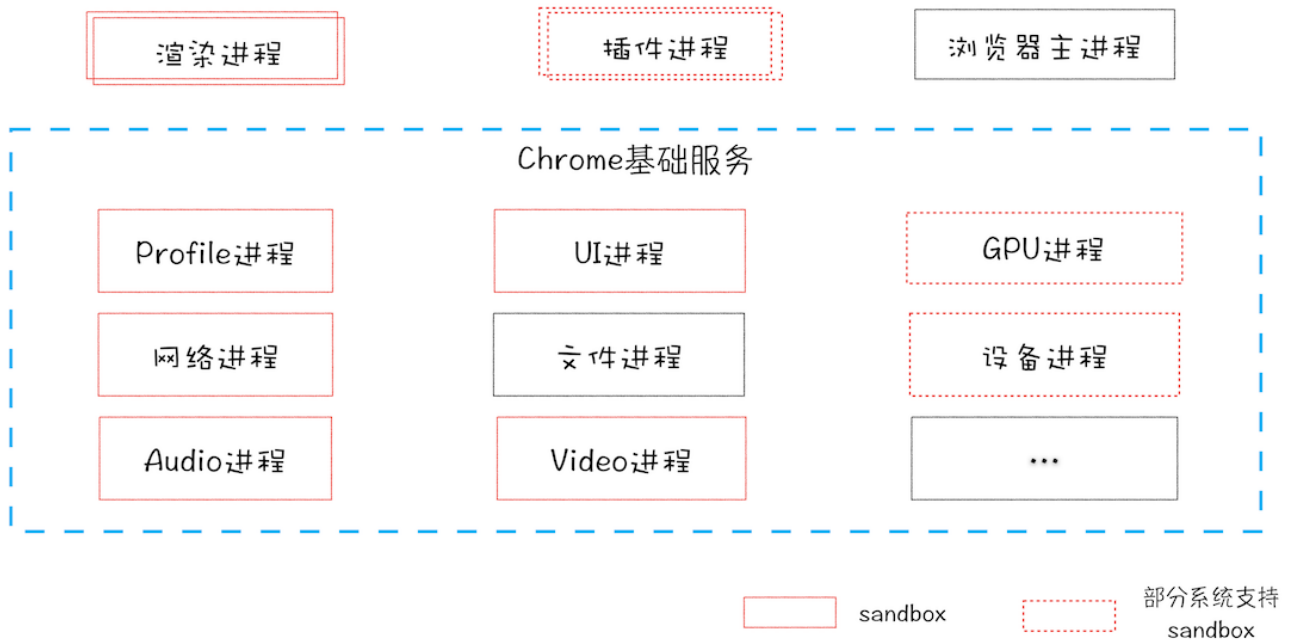 渲染进程
插件进程
浏览器主进程
Chrome基础服务
Profile进程
UI进程
GPU进程
网络进程
文件进程
设备进程
Audio进程
Video进程
...
sandbox
部分系统支持
sandbox